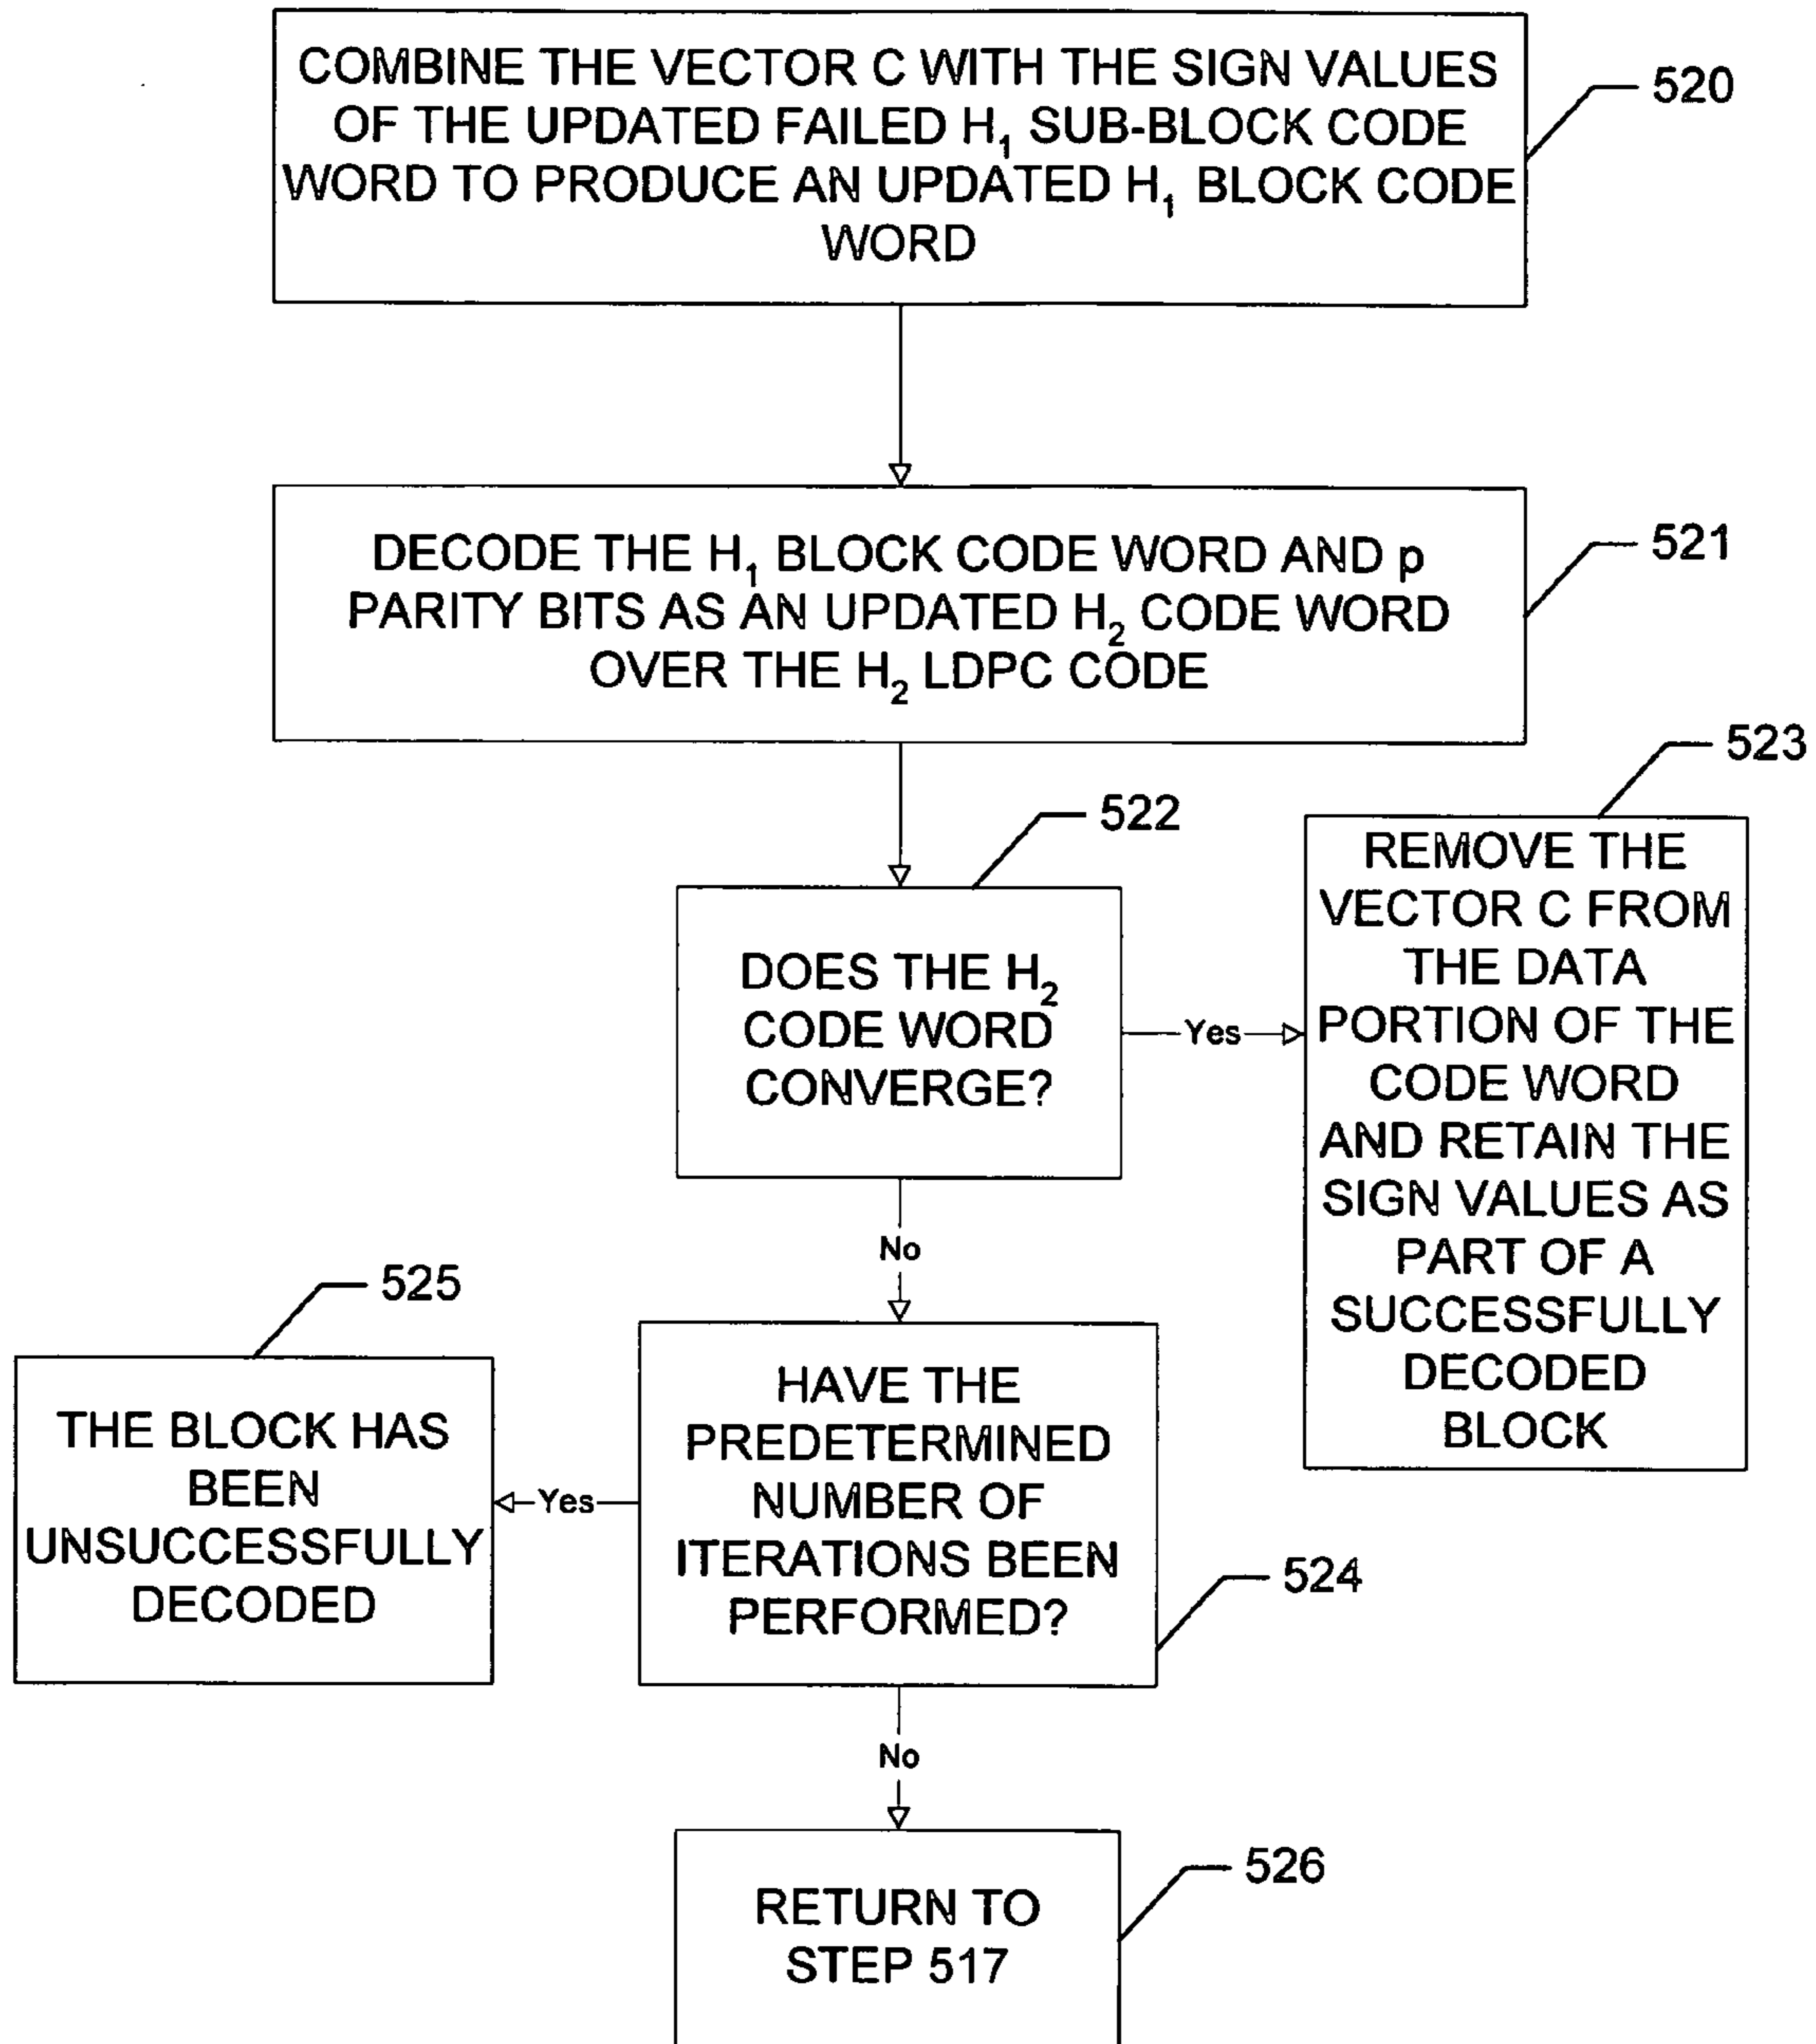 COMBINE THE VECTOR C WITH THE SIGN VALUES
OF THE UPDATED FAILED H₁ SUB-BLOCK CODE
WORD TO PRODUCE AN UPDATED H₁ BLOCK CODE
WORD
520
DECODE THE H₁ BLOCK CODE WORD AND p
PARITY BITS AS AN UPDATED H₂ CODE WORD
OVER THE H₂ LDPC CODE
521
522
DOES THE H₂
CODE WORD
CONVERGE?
Yes
523
REMOVE THE
VECTOR C FROM
THE DATA
PORTION OF THE
CODE WORD
AND RETAIN THE
SIGN VALUES AS
PART OF A
SUCCESSFULLY
DECODED
BLOCK
No
525
THE BLOCK HAS
BEEN
UNSUCCESSFULLY
DECODED
Yes
HAVE THE
PREDETERMINED
NUMBER OF
ITERATIONS BEEN
PERFORMED?
524
No
RETURN TO
STEP 517
526